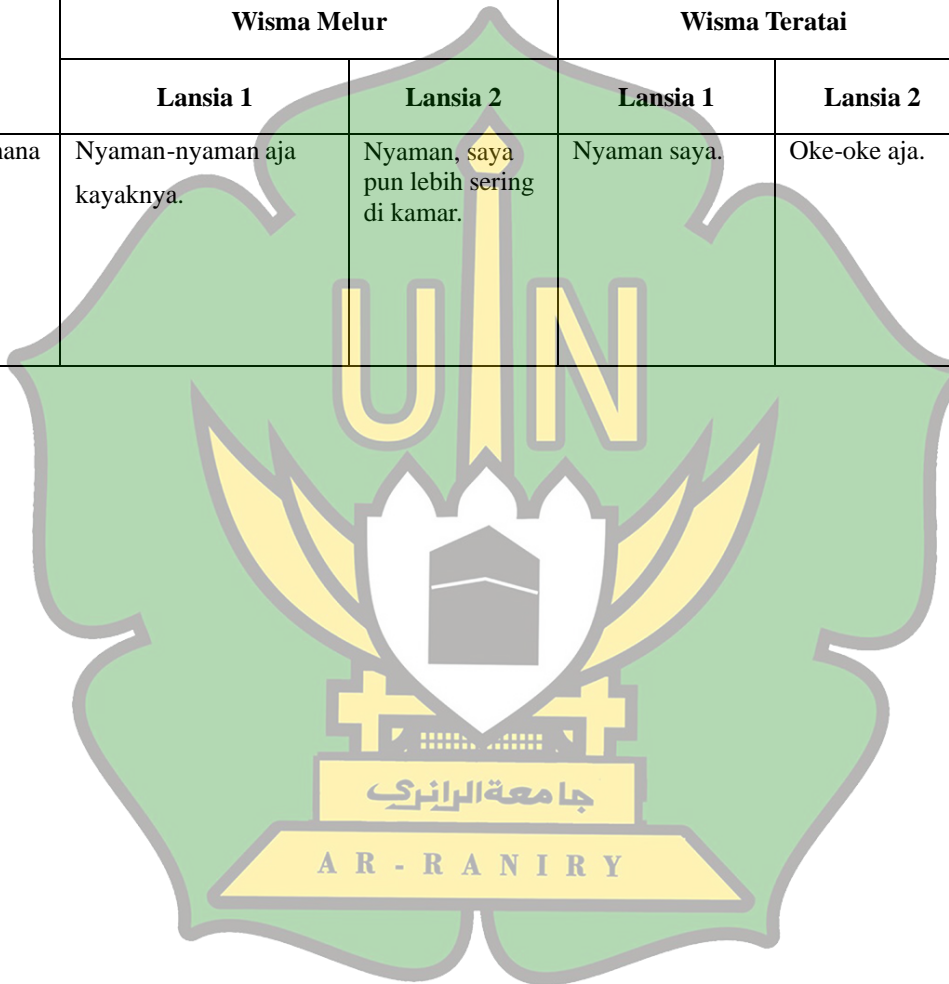 Wisma Melur
Wisma Teratai
Lansia 1
Lansia 2
Lansia 1
Lansia 2
Nyaman-nyaman aja
kayaknya.
Nyaman, saya
pun lebih sering
di kamar.
Nyaman saya.
Oke-oke aja.
UIN
جامعةالرانري
AR-RANIRY